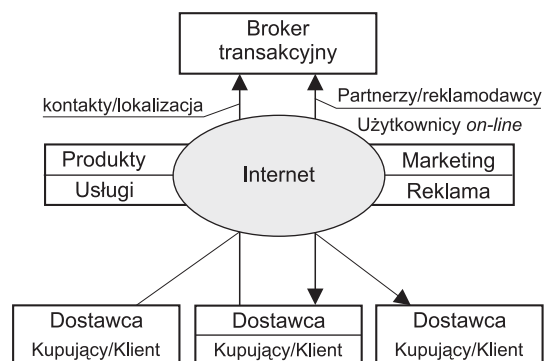 Broker
transakcyjny
kontakty/lokalizacja
Partnerzy/reklamodawcy
Użytkownicy on-line
Produkty
Usługi
Internet
Marketing
Reklama
Dostawca
Kupujący/Klient
Dostawca
Kupujący/Klient
Dostawca
Kupujący/Klient